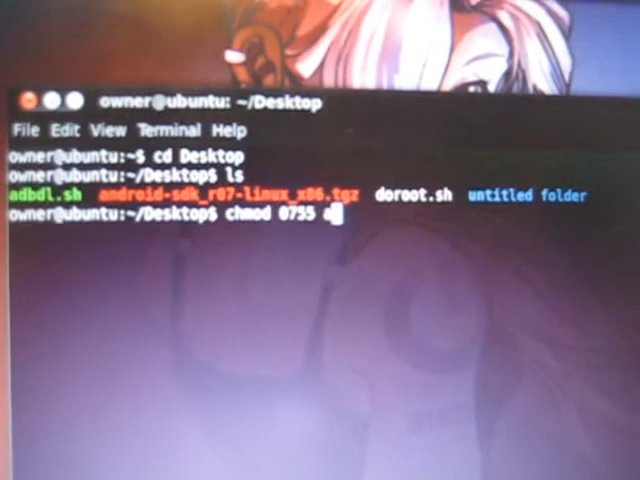 owner@ubuntu: ~/Desktop
File Edit View Terminal Help
owner@ubuntu:~$ cd Desktop
owner@ubuntu:~/Desktop$ ls
adbdl.sh android-sdk_r07-linux_x86.tgz doroot.sh untitled folder
owner@ubuntu:~/Desktop$ chmod 0755 a